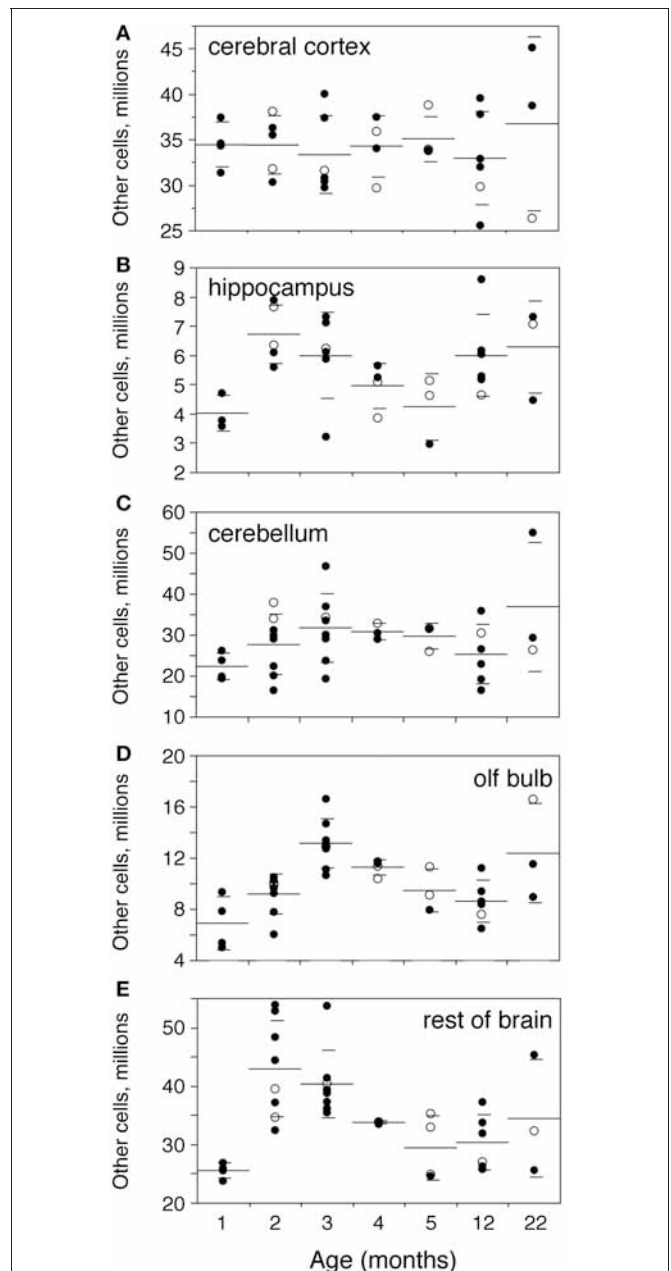 A
cerebral cortex
Other cells, millions
45
40
35
30
25
B
hippocampus
Other cells, millions
9
8
7
6
5
4
3
2
C
cerebellum
Other cells, millions
60
50
40
30
20
10
D
olf bulb
Other cells, millions
20
16
12
8
4
E
rest of brain
Other cells, millions
50
40
30
20
1 2 3 4 5 12 22
Age (months)